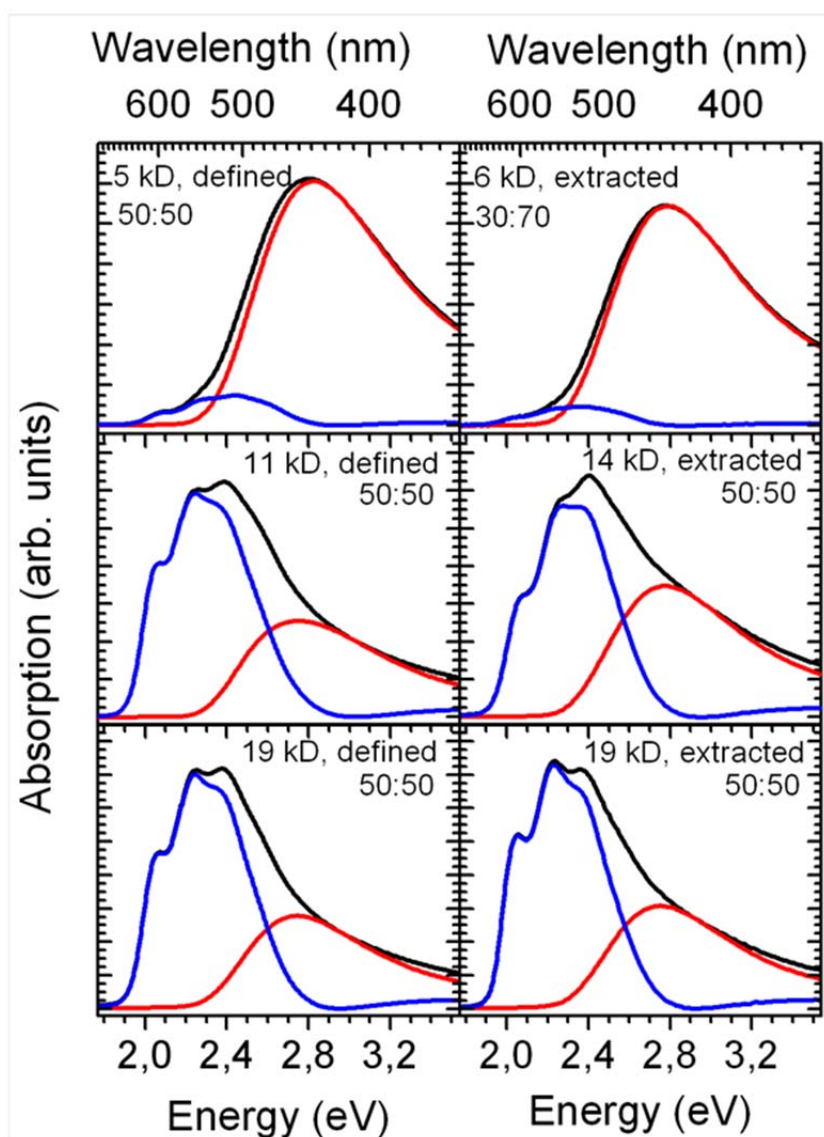 Wavelength (nm) Wavelength (nm)
600 500 400 600 500 400
5 kD, defined
50:50
6 kD, extracted
30:70
11 kD, defined
50:50
14 kD, extracted
50:50
19 kD, defined
50:50
19 kD, extracted
50:50
Absorption (arb. units)
2,0 2,4 2,8 3,2 2,0 2,4 2,8 3,2
Energy (eV) Energy (eV)